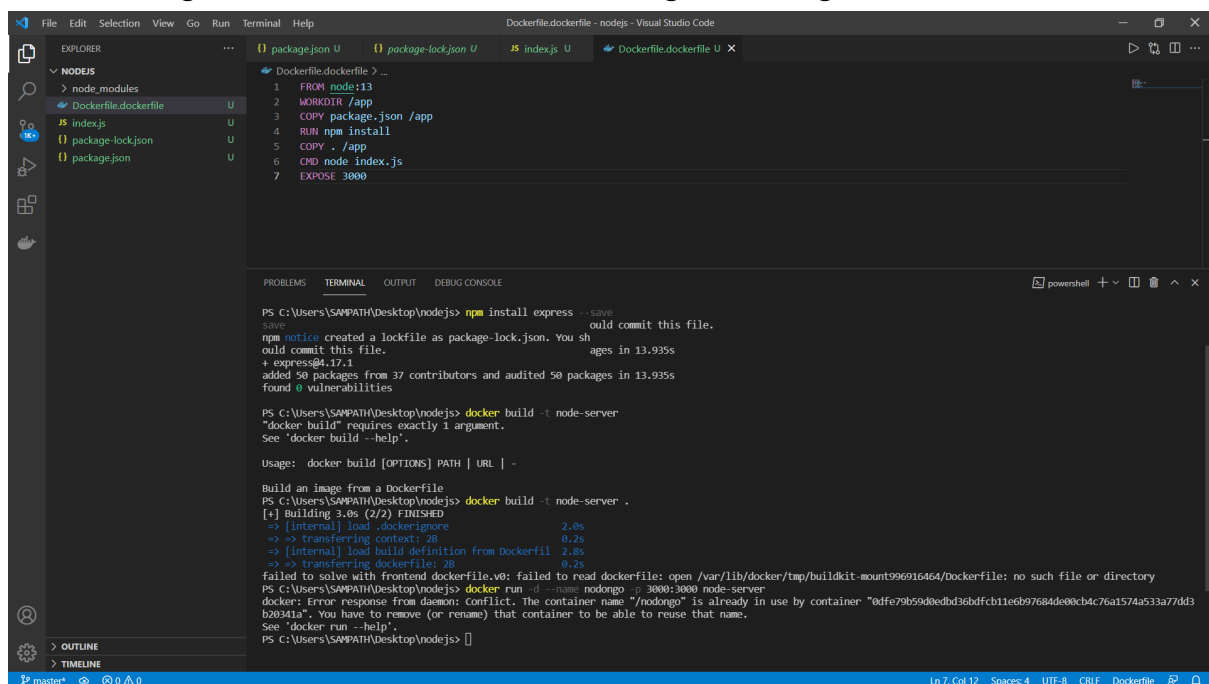 File Edit Selection View Go Run Terminal Help
Dockerfile.dockerfile - nodejs - Visual Studio Code
EXPLORER
NODEJS
node_modules
Dockerfile.dockerfile U
JS index.js U
{} package-lock.json U
{} package.json U
OUTLINE
TIMELINE
1K+
{} package.json U {} package-lock.json U JS index.js U Dockerfile.dockerfile U
Dockerfile.dockerfile > ...
1 FROM node:13
2 WORKDIR /app
3 COPY package.json /app
4 RUN npm install
5 COPY . /app
6 CMD node index.js
7 EXPOSE 3000
PROBLEMS TERMINAL OUTPUT DEBUG CONSOLE
powershell
PS C:\Users\SAMPATH\Desktop\nodejs> npm install express --save
save ould commit this file.
npm notice created a lockfile as package-lock.json. You sh
ould commit this file. ages in 13.935s
+ express@4.17.1
added 50 packages from 37 contributors and audited 50 packages in 13.935s
found 0 vulnerabilities
PS C:\Users\SAMPATH\Desktop\nodejs> docker build -t node-server
"docker build" requires exactly 1 argument.
See 'docker build --help'.
Usage: docker build [OPTIONS] PATH | URL | -
Build an image from a Dockerfile
PS C:\Users\SAMPATH\Desktop\nodejs> docker build -t node-server .
[+] Building 3.0s (2/2) FINISHED
=> [internal] load .dockerignore 2.0s
=> => transferring context: 2B 0.2s
=> [internal] load build definition from Dockerfil 2.8s
=> => transferring dockerfile: 2B 0.2s
failed to solve with frontend dockerfile.v0: failed to read dockerfile: open /var/lib/docker/tmp/buildkit-mount996916464/Dockerfile: no such file or directory
PS C:\Users\SAMPATH\Desktop\nodejs> docker run -d --name nodongo -p 3000:3000 node-server
docker: Error response from daemon: Conflict. The container name "/nodongo" is already in use by container "0dfe79b59d0edbd36bdfcb11e6b97684de00cb4c76a1574a533a77dd3
b20341a". You have to remove (or rename) that container to be able to reuse that name.
See 'docker run --help'.
PS C:\Users\SAMPATH\Desktop\nodejs>
master* 0 0 Ln 7, Col 12 Spaces: 4 UTF-8 CRLF Dockerfile